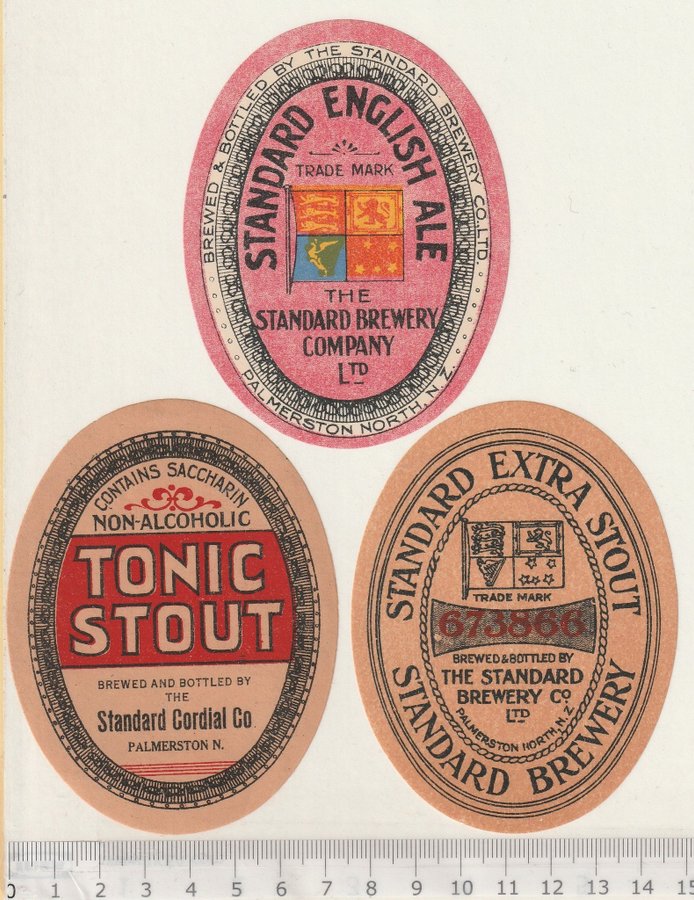 BREWED & BOTTLED BY THE STANDARD BREWERY CO. LTD.
STANDARD ENGLISH ALE
TRADE MARK
THE
STANDARD BREWERY
COMPANY
LTD
PALMERSTON NORTH, N.Z.
CONTAINS SACCHARIN
NON-ALCOHOLIC
TONIC
STOUT
BREWED AND BOTTLED BY
THE
Standard Cordial Co.
PALMERSTON N.
STANDARD EXTRA STOUT
TRADE MARK
673866
BREWED & BOTTLED BY
THE STANDARD
BREWERY CO
LTD
PALMERSTON NORTH, N.Z.
STANDARD BREWERY
0 1 2 3 4 5 6 7 8 9 10 11 12 13 14 15